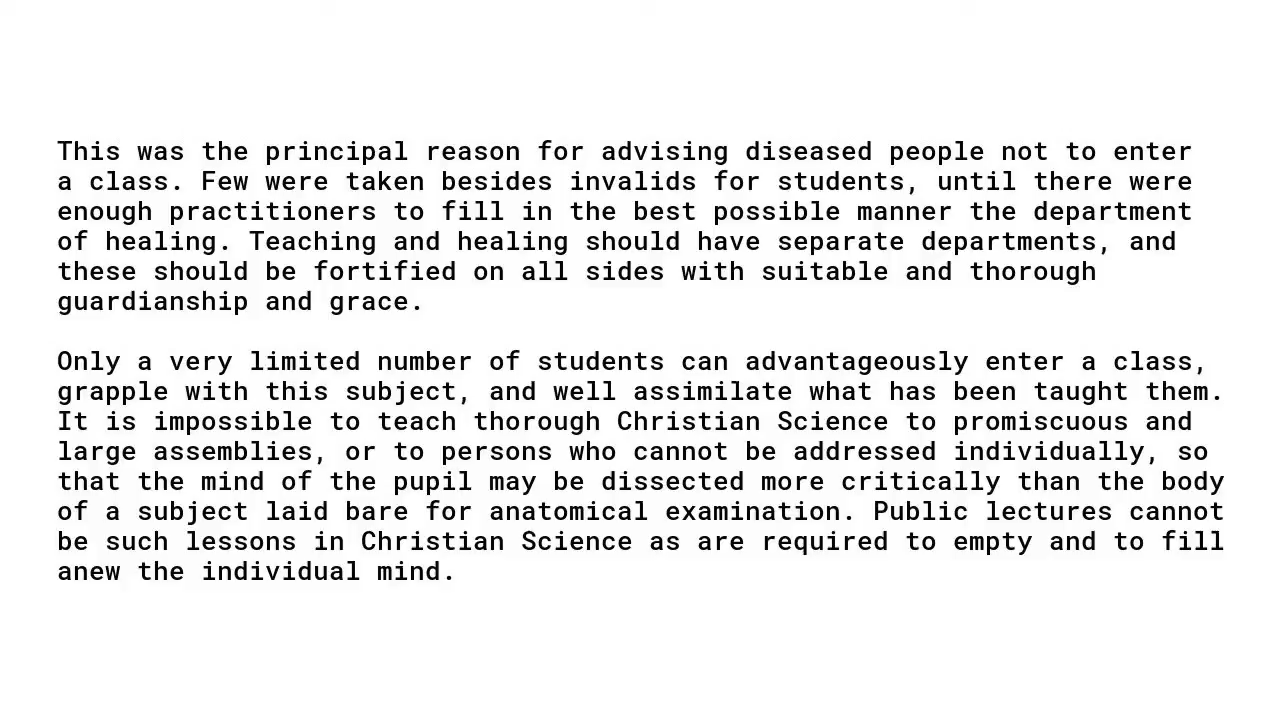 This was the principal reason for advising diseased people not to enter
a class. Few were taken besides invalids for students, until there were
enough practitioners to fill in the best possible manner the department
of healing. Teaching and healing should have separate departments, and
these should be fortified on all sides with suitable and thorough
guardianship and grace.

Only a very limited number of students can advantageously enter a class,
grapple with this subject, and well assimilate what has been taught them.
It is impossible to teach thorough Christian Science to promiscuous and
large assemblies, or to persons who cannot be addressed individually, so
that the mind of the pupil may be dissected more critically than the body
of a subject laid bare for anatomical examination. Public lectures cannot
be such lessons in Christian Science as are required to empty and to fill
anew the individual mind.